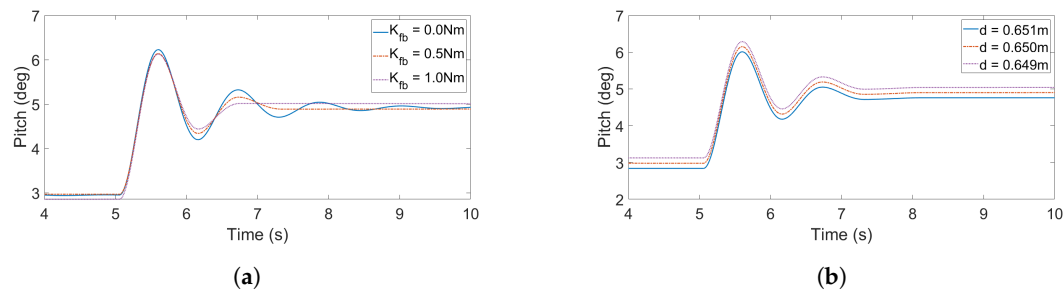 7
6
5
4
3
Pitch (deg)
4 5 6 7 8 9 10
Time (s)
K_fb = 0.0Nm
K_fb = 0.5Nm
K_fb = 1.0Nm
(a)
7
6
5
4
3
2
Pitch (deg)
4 5 6 7 8 9 10
Time (s)
d = 0.651m
d = 0.650m
d = 0.649m
(b)